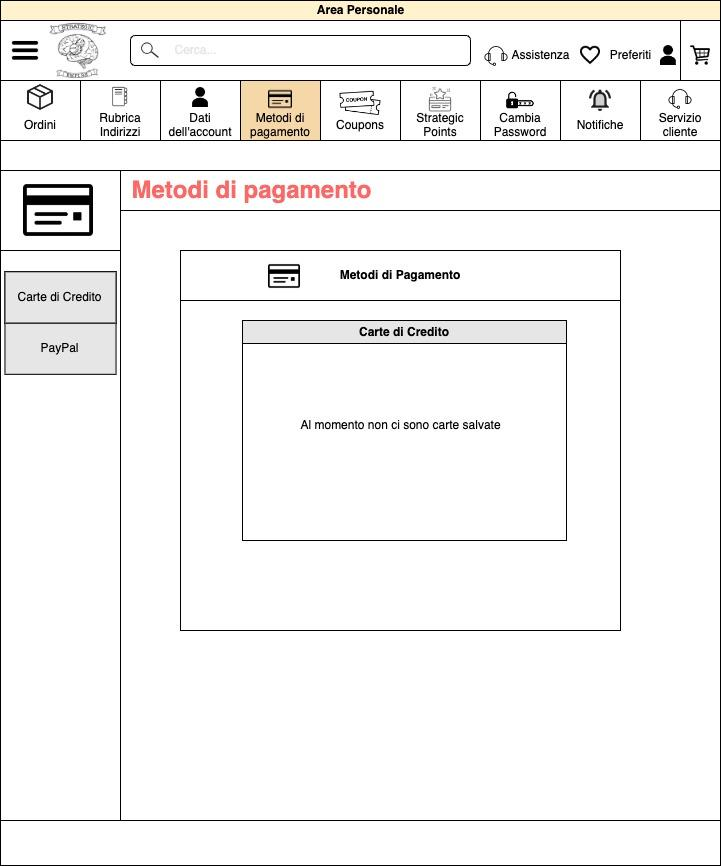 Area Personale
STRATEGIC
Cerca...
Assistenza
Preferiti
Ordini
Rubrica
Indirizzi
Dati
dell'account
Metodi di
pagamento
COUPON
Coupons
Strategic
Points
Cambia
Password
Notifiche
Servizio
cliente
Metodi di pagamento
Carte di Credito
PayPal
Metodi di Pagamento
Carte di Credito
Al momento non ci sono carte salvate